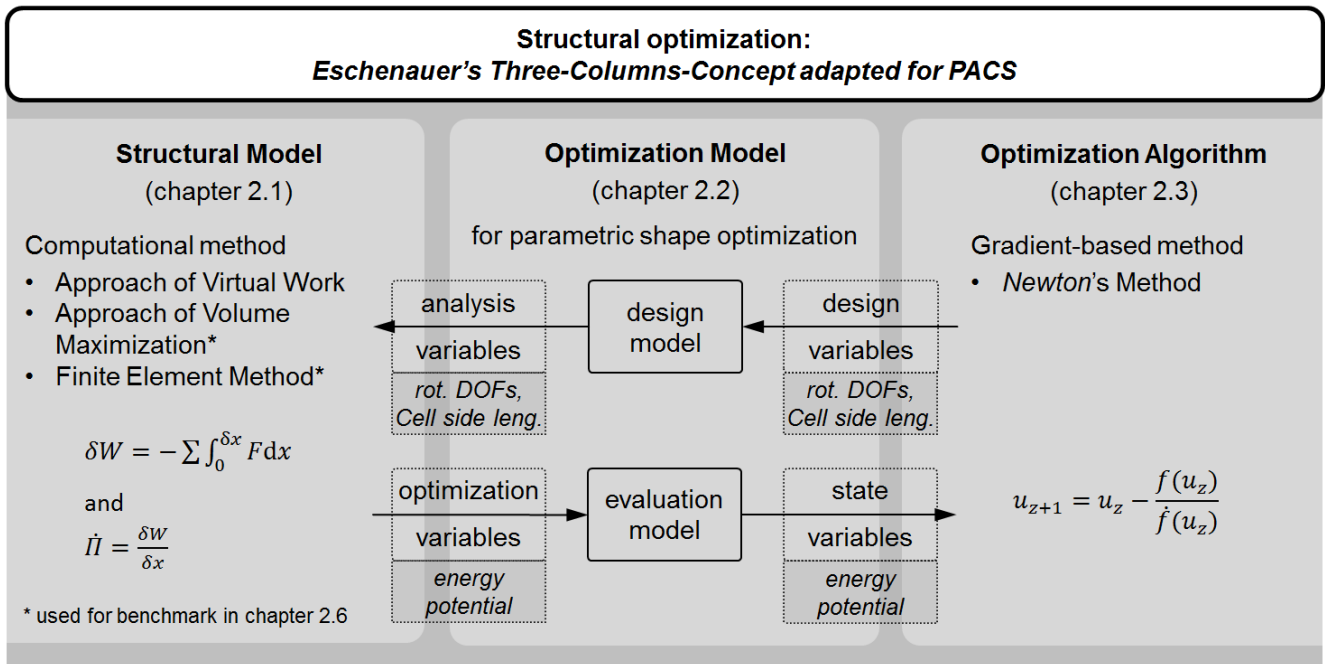 Structural optimization:
Eschenauer's Three-Columns-Concept adapted for PACS
Structural Model
(chapter 2.1)
Computational method
• Approach of Virtual Work
• Approach of Volume
Maximization*
• Finite Element Method*
δW = −∑∫₀^δx Fdx
and
Π̇ = δW/δx
* used for benchmark in chapter 2.6
Optimization Model
(chapter 2.2)
for parametric shape optimization
analysis
variables
rot. DOFs,
Cell side leng.
design
model
design
variables
rot. DOFs,
Cell side leng.
optimization
variables
energy
potential
evaluation
model
state
variables
energy
potential
Optimization Algorithm
(chapter 2.3)
Gradient-based method
• Newton's Method
u_{z+1} = u_z − f(u_z)/ḟ(u_z)